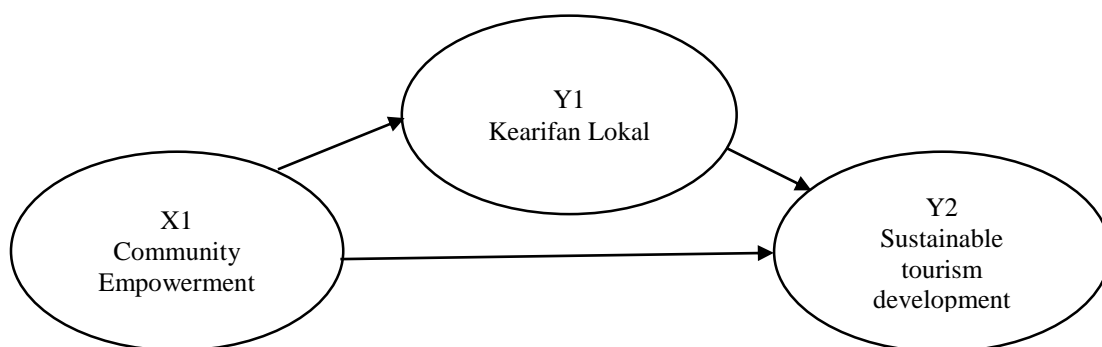 Y1
Kearifan Lokal
X1
Community
Empowerment
Y2
Sustainable
tourism
development